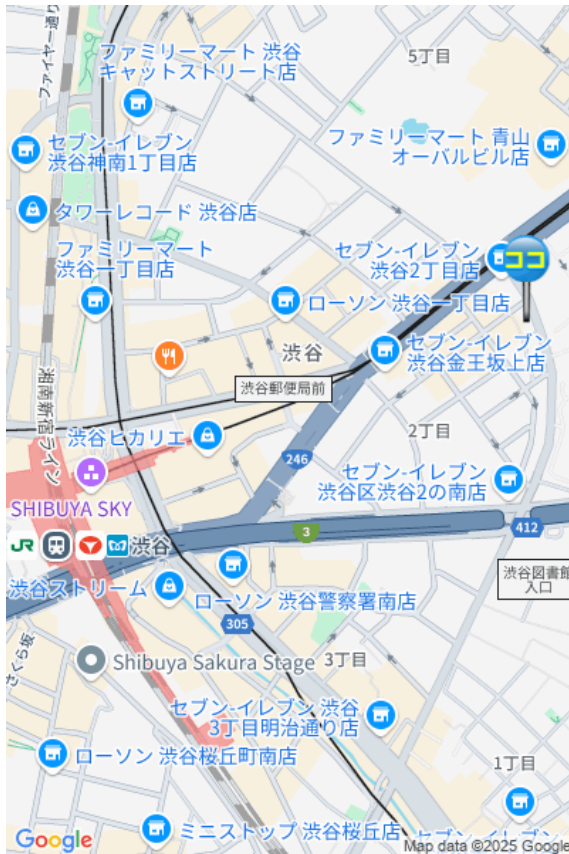 ファイヤー通り
ファミリーマート 渋谷
キャットストリート店
5丁目
セブン-イレブン
渋谷神南1丁目店
ファミリーマート 青山
オーバルビル店
タワーレコード 渋谷店
ファミリーマート
渋谷一丁目店
セブン-イレブン
渋谷2丁目店
ココ
ローソン 渋谷一丁目店
渋谷
セブン-イレブン
渋谷金王坂上店
湘南新宿ライン
渋谷郵便局前
渋谷ヒカリエ
2丁目
246
セブン-イレブン
渋谷区渋谷2の南店
SHIBUYA SKY
412
3
JR
渋谷
渋谷図書館
入口
渋谷ストリーム
ローソン 渋谷警察署南店
305
さくら坂
Shibuya Sakura Stage
3丁目
セブン-イレブン 渋谷
3丁目明治通り店
ローソン 渋谷桜丘町南店
1丁目
ミニストップ 渋谷桜丘店
セブン-イレブン
Google
Map data ©2025 Google